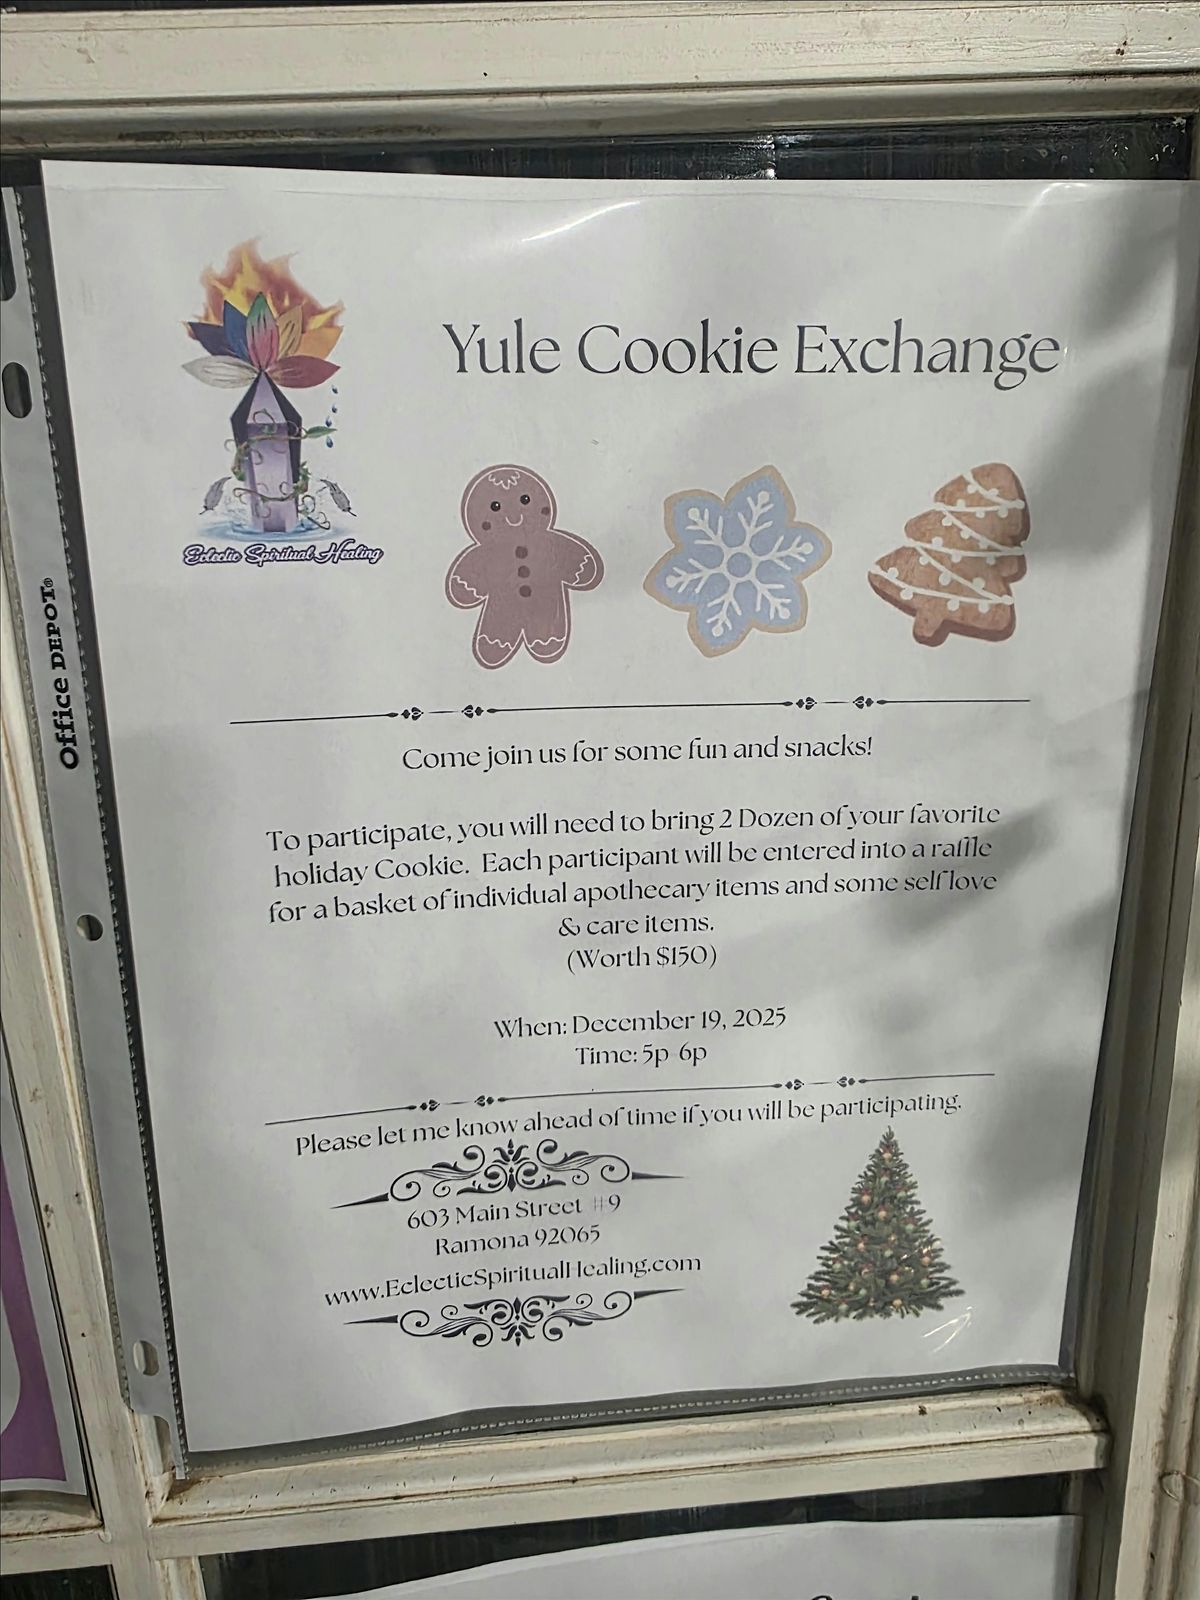 Yule Cookie Exchange
Eclectic Spiritual Healing
Office DEPOT®
Come join us for some fun and snacks!
To participate, you will need to bring 2 Dozen of your favorite
holiday Cookie. Each participant will be entered into a raffle
for a basket of individual apothecary items and some self love
& care items.
(Worth $150)
When: December 19, 2025
Time: 5p-6p
Please let me know ahead of time if you will be participating.
603 Main Street #9
Ramona 92065
www.EclecticSpiritualHealing.com